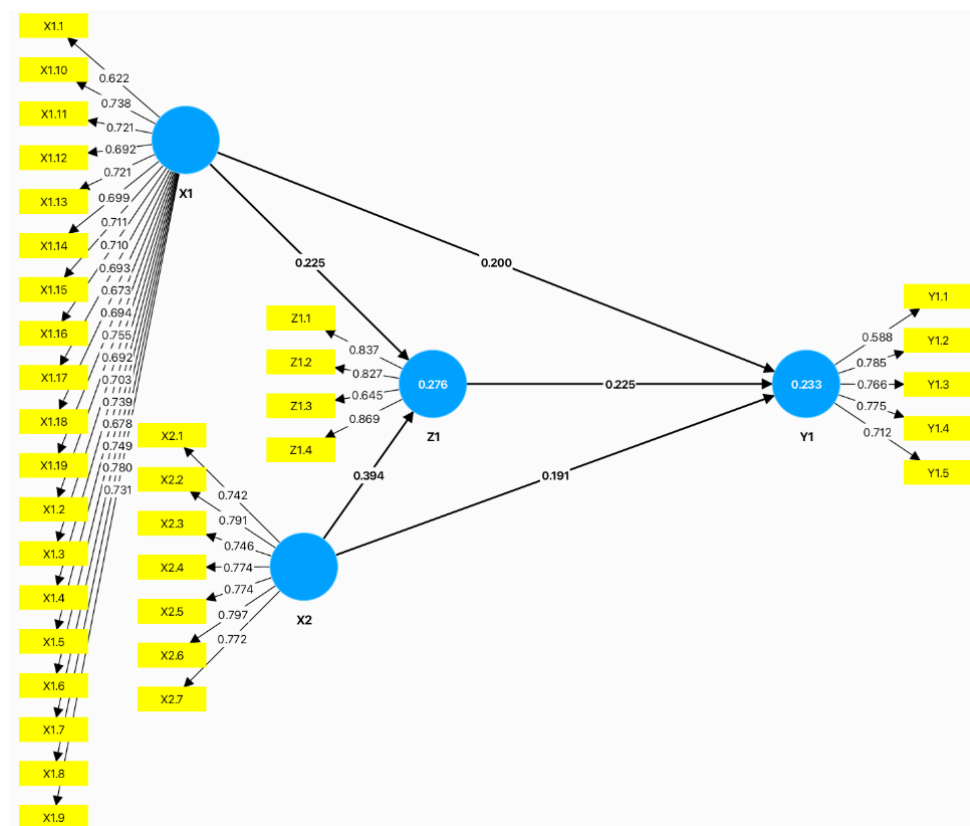 X1.1
X1.10
X1.11
X1.12
X1.13
X1.14
X1.15
X1.16
X1.17
X1.18
X1.19
X1.2
X1.3
X1.4
X1.5
X1.6
X1.7
X1.8
X1.9
0.622
0.738
0.721
0.692
0.721
0.699
0.711
0.710
0.693
0.673
0.694
0.755
0.692
0.703
0.739
0.678
0.749
0.780
0.731
X1
0.225
0.200
Z1.1
Z1.2
Z1.3
Z1.4
0.837
0.827
0.645
0.869
0.276
Z1
0.225
0.394
0.191
X2.1
X2.2
X2.3
X2.4
X2.5
X2.6
X2.7
0.742
0.791
0.746
0.774
0.774
0.797
0.772
X2
0.233
Y1
0.588
0.785
0.766
0.775
0.712
Y1.1
Y1.2
Y1.3
Y1.4
Y1.5